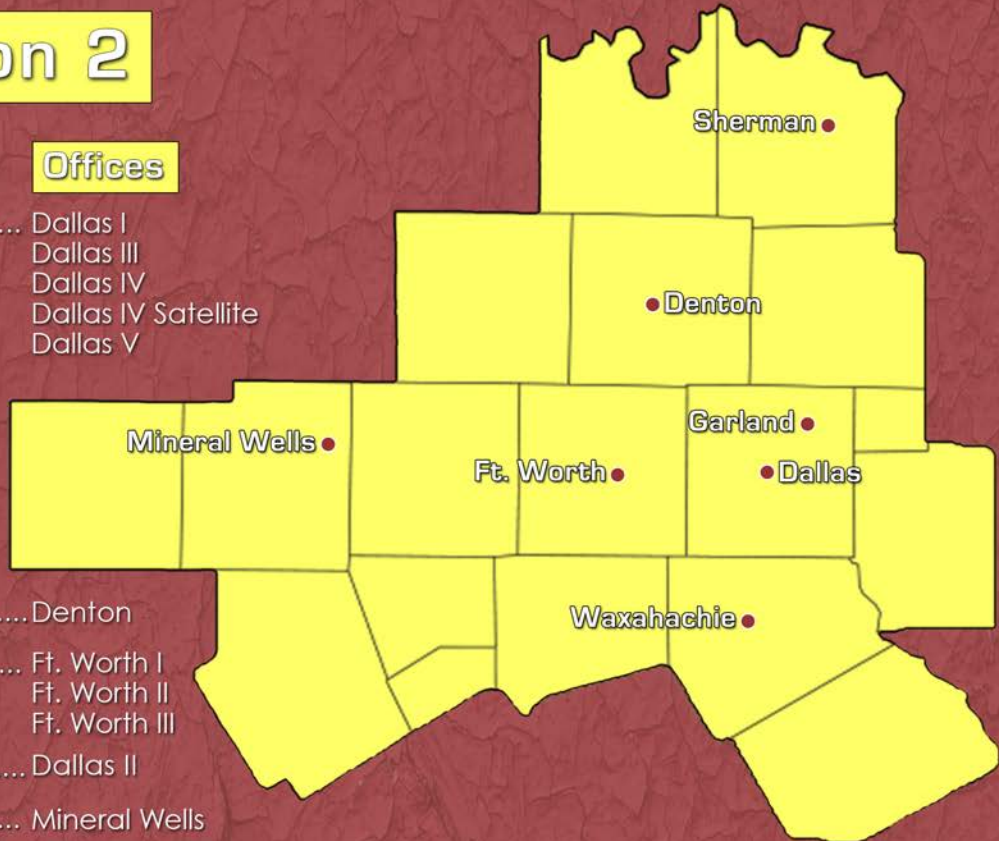 on 2
Offices
... Dallas I
Dallas III
Dallas IV
Dallas IV Satellite
Dallas V
....Denton
... Ft. Worth I
Ft. Worth II
Ft. Worth III
.... Dallas II
... Mineral Wells
Sherman
Denton
Garland
Mineral Wells
Ft. Worth
Dallas
Waxahachie